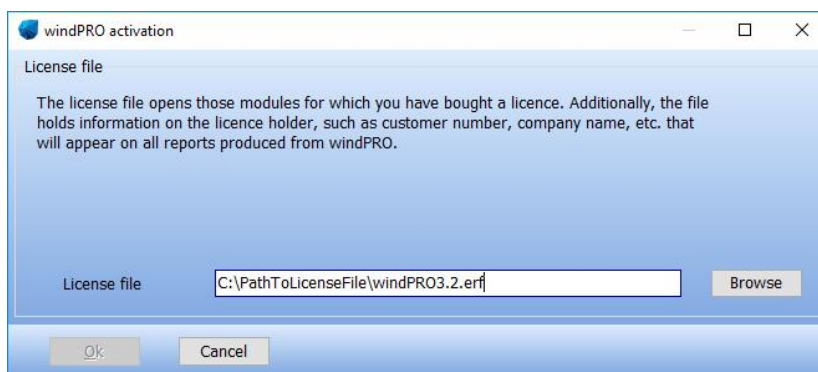 windPRO activation
License file
The license file opens those modules for which you have bought a licence. Additionally, the file
holds information on the licence holder, such as customer number, company name, etc. that
will appear on all reports produced from windPRO.
License file C:\PathToLicenseFile\windPRO3.2.erf Browse
Ok Cancel